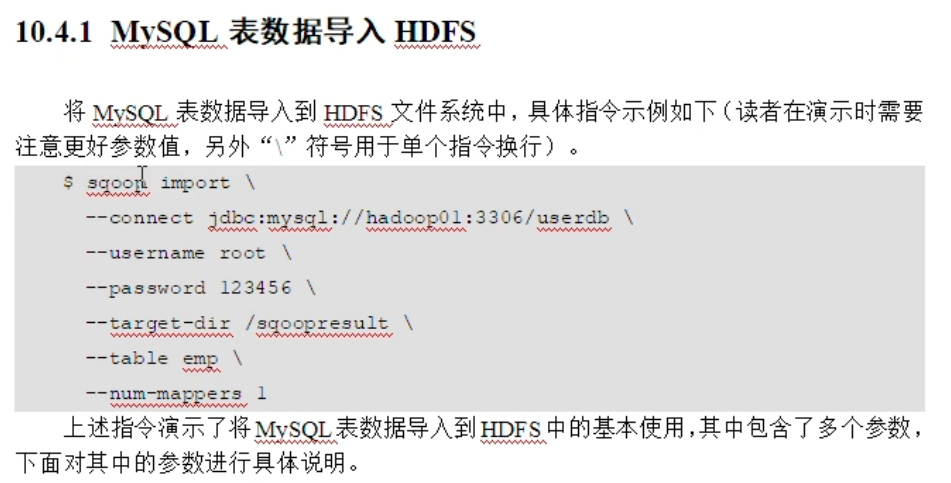 10.4.1 MySQL 表数据导入 HDFS
将 MySQL 表数据导入到 HDFS 文件系统中，具体指令示例如下（读者在演示时需要
注意更好参数值，另外“\”符号用于单个指令换行）。
$ sqoop import \
--connect jdbc:mysql://hadoop01:3306/userdb \
--username root \
--password 123456 \
--target-dir /sqoopresult \
--table emp \
--num-mappers 1
上述指令演示了将 MySQL 表数据导入到 HDFS 中的基本使用，其中包含了多个参数，
下面对其中的参数进行具体说明。